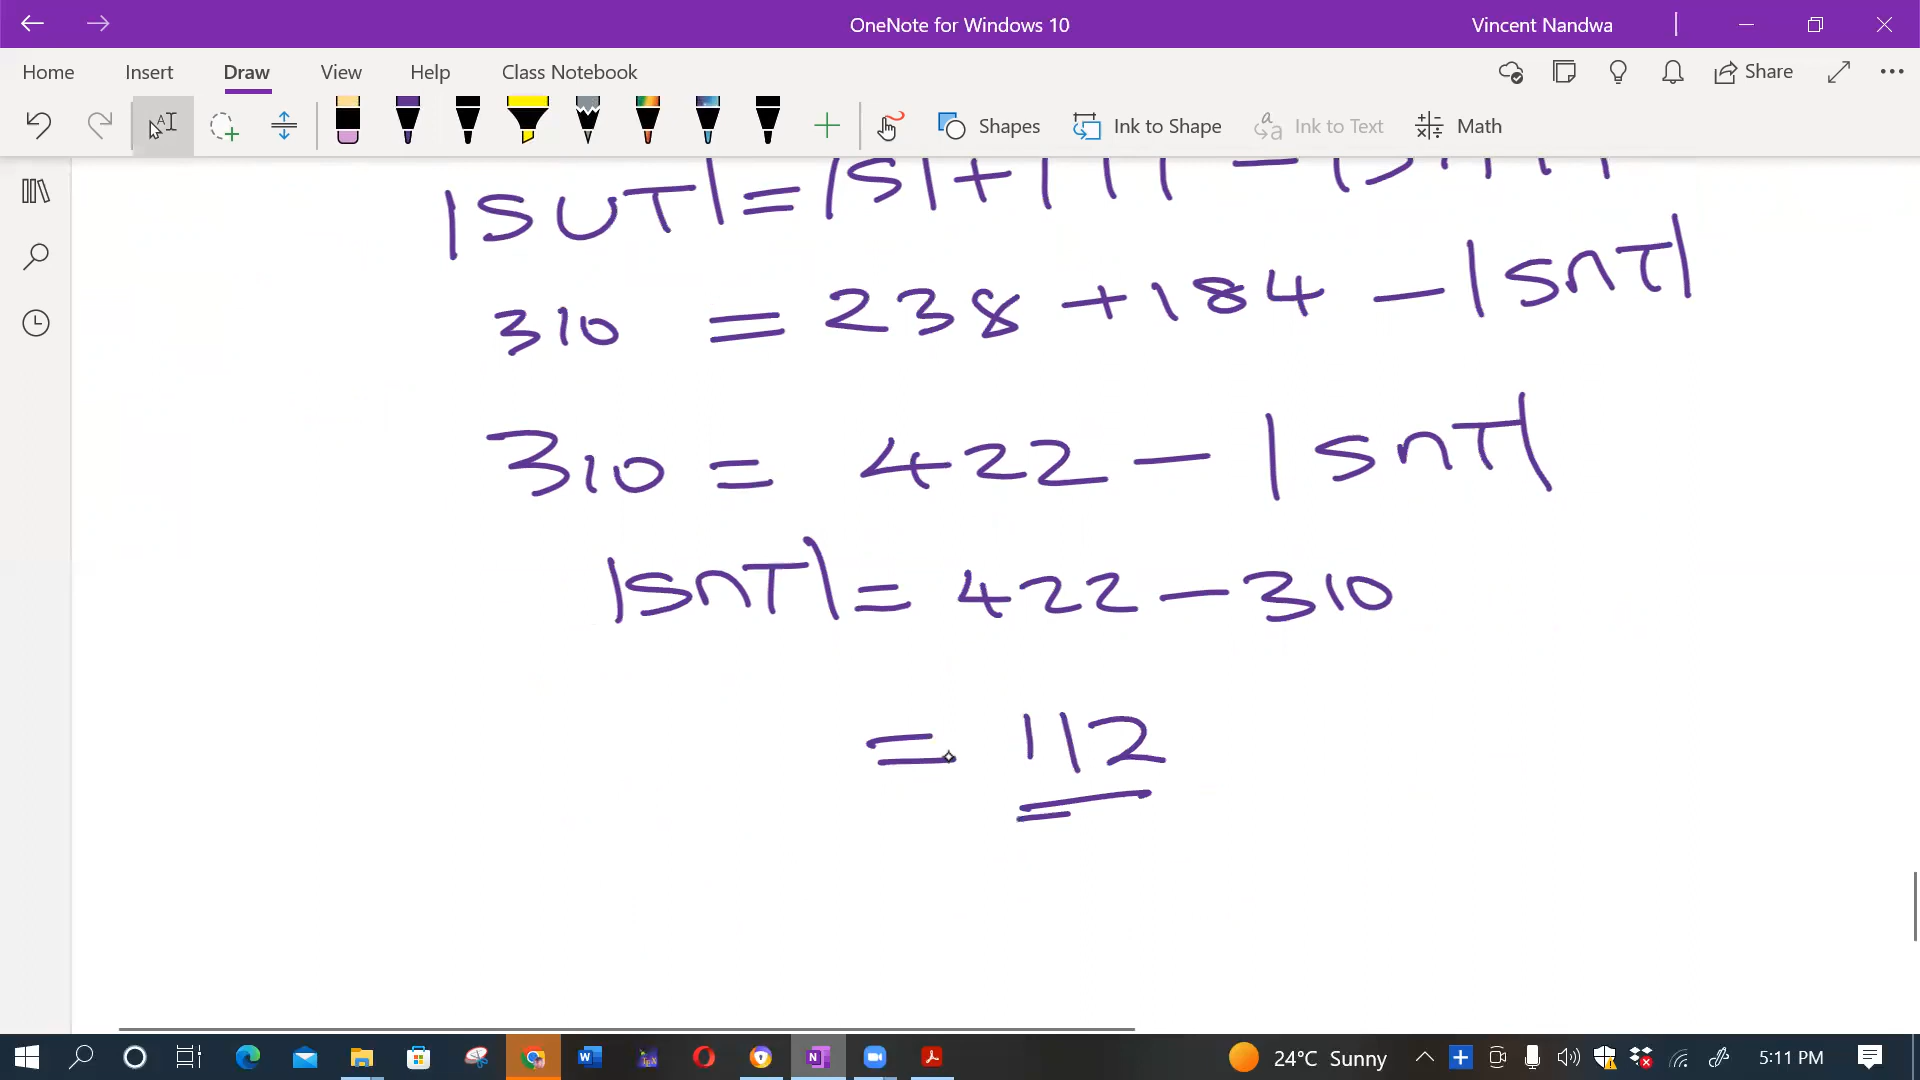 OneNote for Windows 10
Vincent Nandwa
Home Insert Draw View Help Class Notebook
Share
Shapes Ink to Shape Ink to Text Math
|S∪T| = |S| + |T| - |S∩T|
310 = 238 + 184 - |S∩T|
310 = 422 - |S∩T|
|S∩T| = 422 - 310
= 112
24°C Sunny
5:11 PM